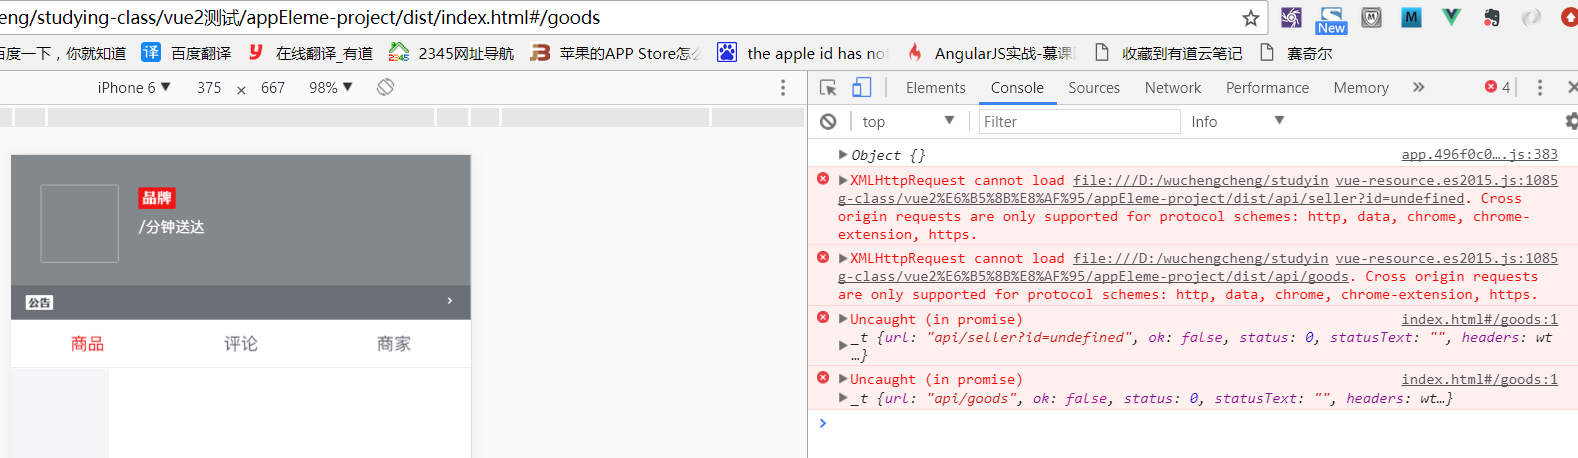 eng/studying-class/vue2测试/appEleme-project/dist/index.html#/goods
New
百度一下，你就知道 译 百度翻译 y 在线翻译_有道 2345 2345网址导航 B 苹果的APP Store怎么 the apple id has not AngularJS实战-慕课 收藏到有道云笔记 赛奇尔
iPhone 6 ▼ 375 × 667 98% ▼
Elements Console Sources Network Performance Memory » 4
top ▼ Filter Info ▼
Object {} app.496f0c0….js:383
XMLHttpRequest cannot load file:///D:/wuchengcheng/studyin vue-resource.es2015.js:1085
g-class/vue2%E6%B5%8B%E8%AF%95/appEleme-project/dist/api/seller?id=undefined. Cross
origin requests are only supported for protocol schemes: http, data, chrome, chrome-
extension, https.
XMLHttpRequest cannot load file:///D:/wuchengcheng/studyin vue-resource.es2015.js:1085
g-class/vue2%E6%B5%8B%E8%AF%95/appEleme-project/dist/api/goods. Cross origin requests
are only supported for protocol schemes: http, data, chrome, chrome-extension, https.
Uncaught (in promise) index.html#/goods:1
_t {url: "api/seller?id=undefined", ok: false, status: 0, statusText: "", headers: wt
…}
Uncaught (in promise) index.html#/goods:1
_t {url: "api/goods", ok: false, status: 0, statusText: "", headers: wt…}
品牌
/分钟送达
公告 ›
商品 评论 商家